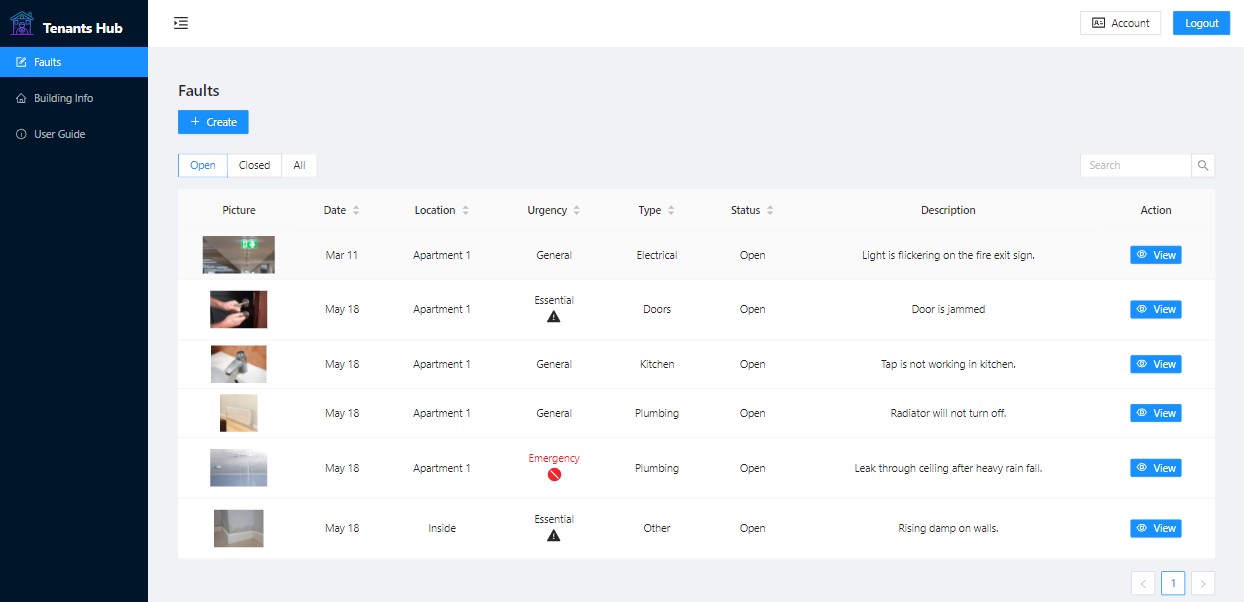 Tenants Hub
Account
Logout
Faults
Building Info
User Guide
Faults
+ Create
Open Closed All
Search
Picture Date Location Urgency Type Status Description Action
Mar 11 Apartment 1 General Electrical Open Light is flickering on the fire exit sign. View
May 18 Apartment 1 Essential Doors Open Door is jammed View
May 18 Apartment 1 General Kitchen Open Tap is not working in kitchen. View
May 18 Apartment 1 General Plumbing Open Radiator will not turn off. View
May 18 Apartment 1 Emergency Plumbing Open Leak through ceiling after heavy rain fall. View
May 18 Inside Essential Other Open Rising damp on walls. View
< 1 >